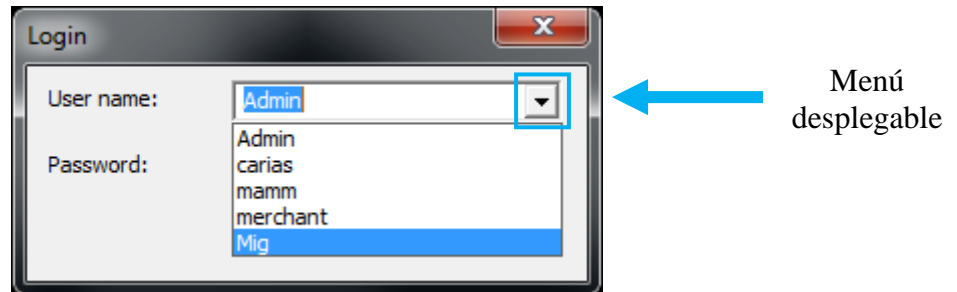 Login
User name:
Admin
Admin
carias
mamm
merchant
Mig
Password:
Menú
desplegable